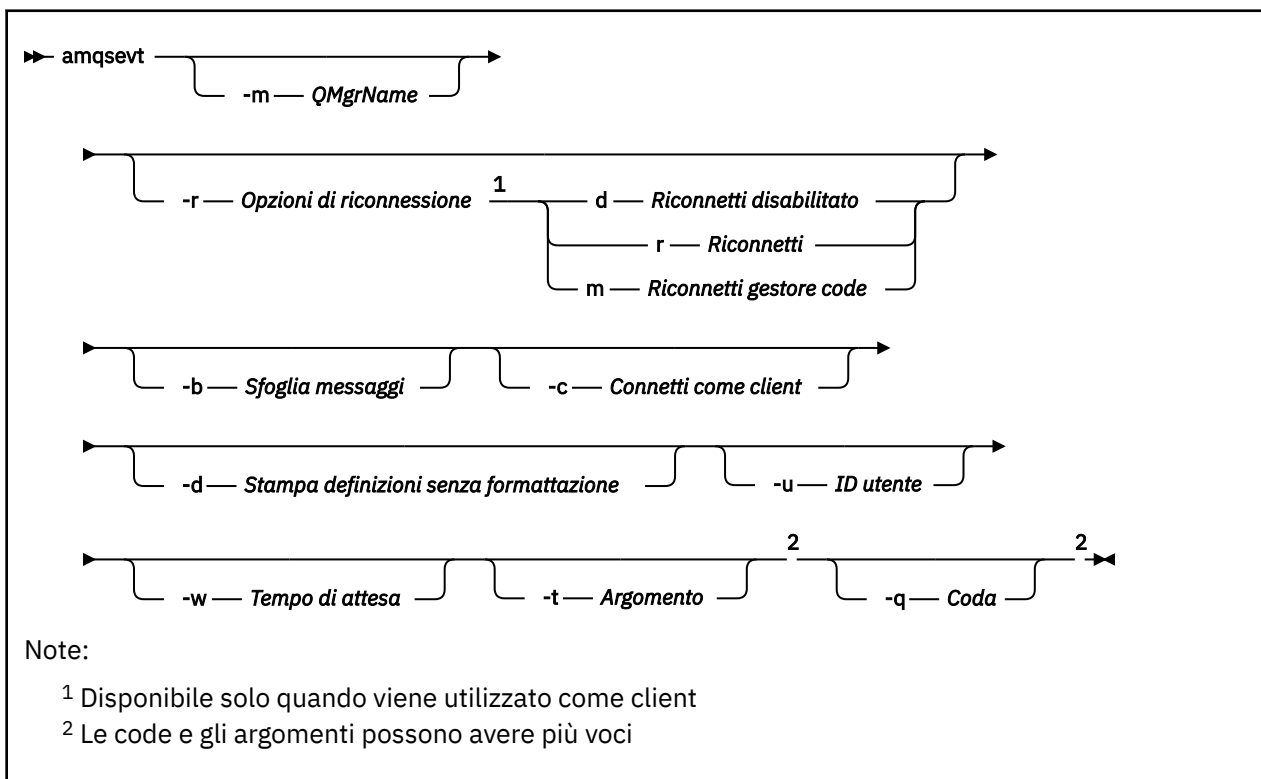 amqsevt
-m QMgrName
-r Opzioni di riconnessione 1 d Riconnetti disabilitato
r Riconnetti
m Riconnetti gestore code
-b Sfoglia messaggi -c Connetti come client
-d Stampa definizioni senza formattazione -u ID utente
-w Tempo di attesa -t Argomento 2 -q Coda 2
Note:
1 Disponibile solo quando viene utilizzato come client
2 Le code e gli argomenti possono avere più voci